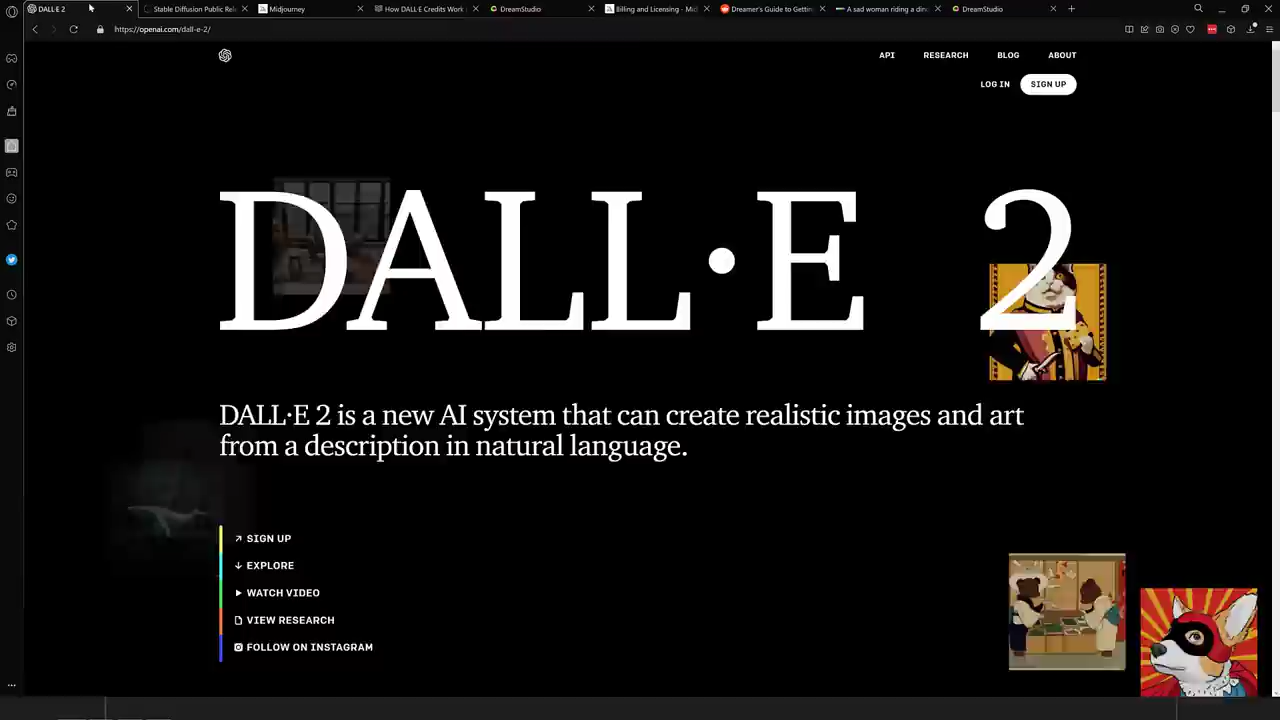 DALL·E 2
Stable Diffusion Public Rele
Midjourney
How DALL·E Credits Work
DreamStudio
Billing and Licensing - Mid
Dreamer's Guide to Getting
A sad woman riding a din
DreamStudio
https://openai.com/dall-e-2/
API
RESEARCH
BLOG
ABOUT
LOG IN
SIGN UP
DALL·E 2
DALL·E 2 is a new AI system that can create realistic images and art
from a description in natural language.
SIGN UP
EXPLORE
WATCH VIDEO
VIEW RESEARCH
FOLLOW ON INSTAGRAM